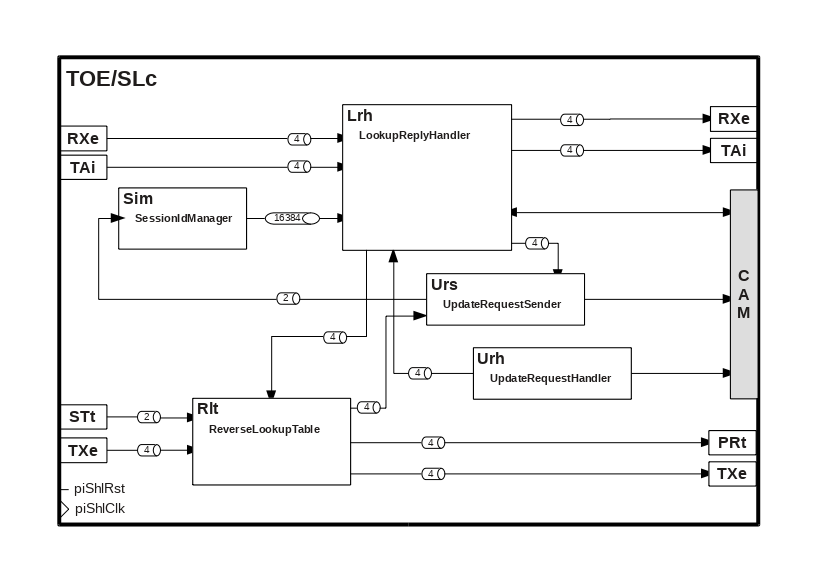 TOE/SLc
Lrh
LookupReplyHandler
RXe
4
4
RXe
TAi
4
4
TAi
Sim
SessionIdManager
16384
4
C
A
M
Urs
UpdateRequestSender
2
4
Urh
UpdateRequestHandler
4
STt
2
Rlt
ReverseLookupTable
4
TXe
4
4
PRt
4
TXe
piShlRst
piShlClk